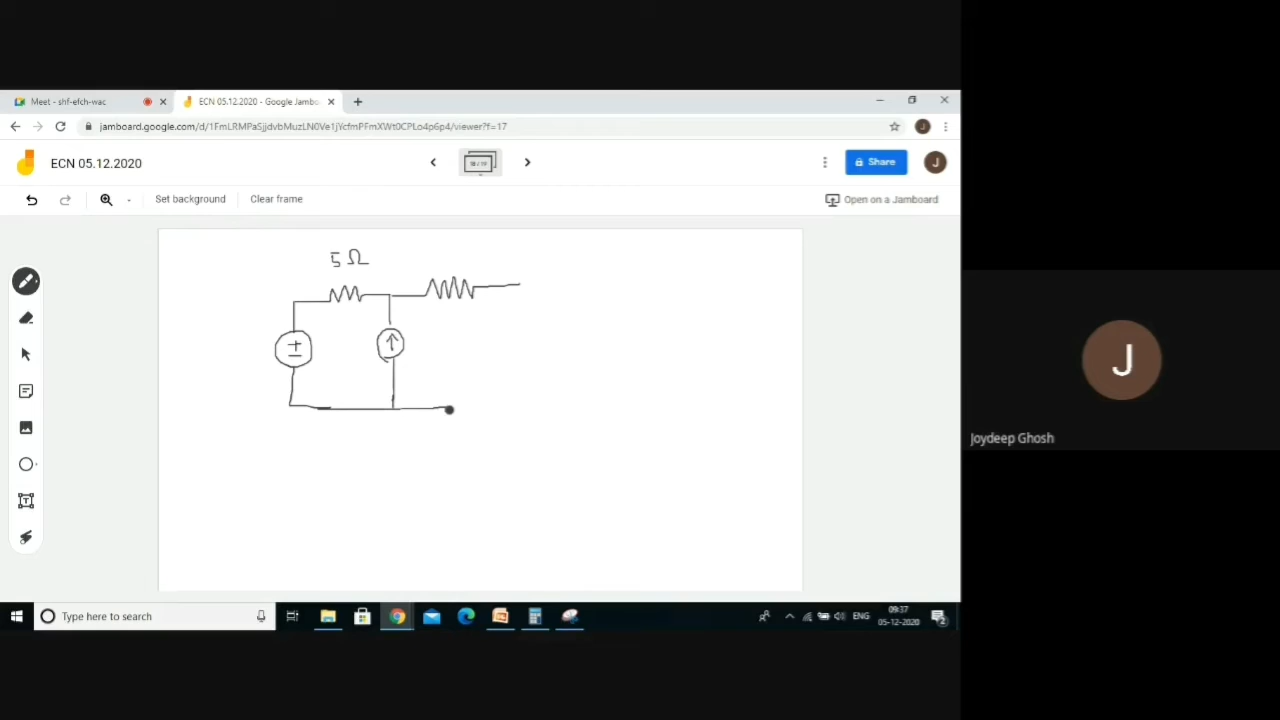 Meet - shf-efch-wac
ECN 05.12.2020 - Google Jambo
jamboard.google.com/d/1FmLRMPaSjjdvbMuzLN0Ve1jYcfmPFmXWt0CPLo4p6p4/viewer?f=17
J
ECN 05.12.2020
Share
J
Set background
Clear frame
Open on a Jamboard
5 Ω
J
Joydeep Ghosh
Type here to search
ENG
09:37
05-12-2020
2